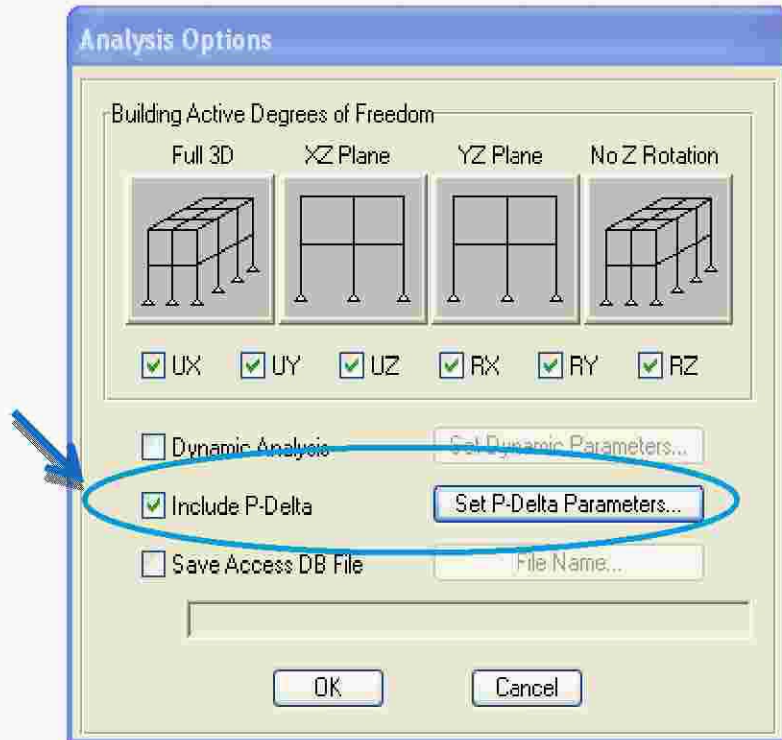 Analysis Options
Building Active Degrees of Freedom
Full 3D XZ Plane YZ Plane No Z Rotation
UX UY UZ RX RY RZ
Dynamic Analysis Set Dynamic Parameters...
Include P-Delta Set P-Delta Parameters...
Save Access DB File File Name...
OK Cancel